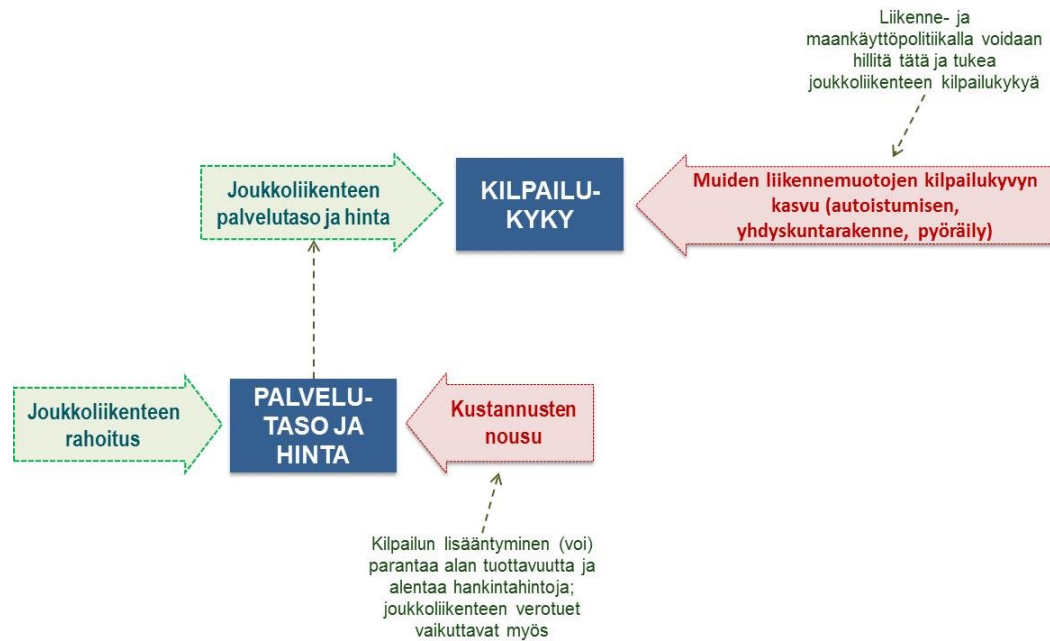 Liikenne- ja
maankäyttöpolitiikalla voidaan
hillitä tätä ja tukea
joukkoliikenteen kilpailukykyä
Joukkoliikenteen
palvelutaso ja hinta
KILPAILU-
KYKY
Muiden liikennemuotojen kilpailukyvyn
kasvu (autoistumisen,
yhdyskuntarakenne, pyöräily)
Joukkoliikenteen
rahoitus
PALVELU-
TASO JA
HINTA
Kustannusten
nousu
Kilpailun lisääntyminen (voi)
parantaa alan tuottavuutta ja
alentaa hankintahintoja;
joukkoliikenteen verotuet
vaikuttavat myös